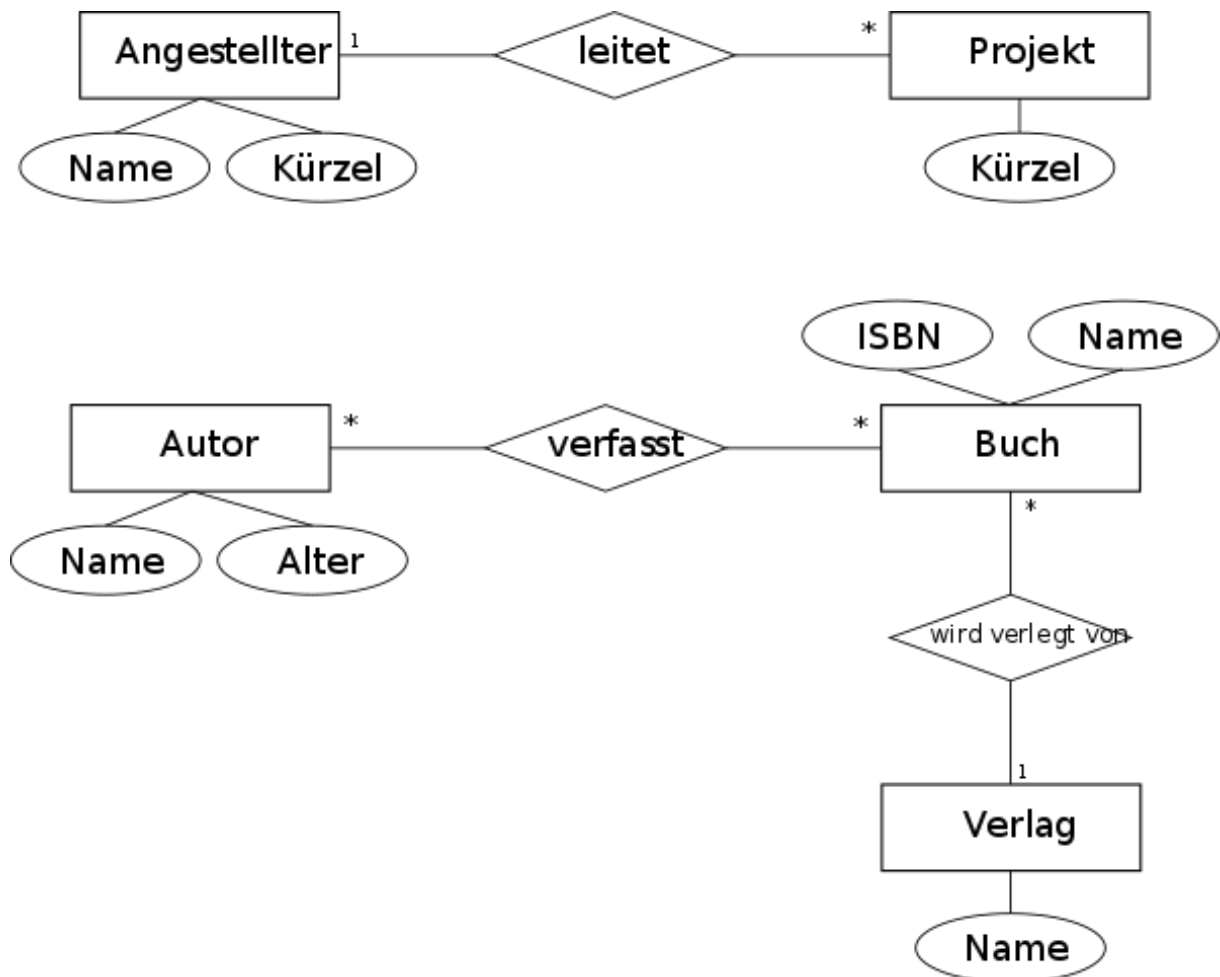 Angestellter 1 leitet * Projekt
Name Kürzel Kürzel
ISBN Name
Autor * verfasst * Buch
*
Name Alter
wird verlegt von
1
Verlag
Name